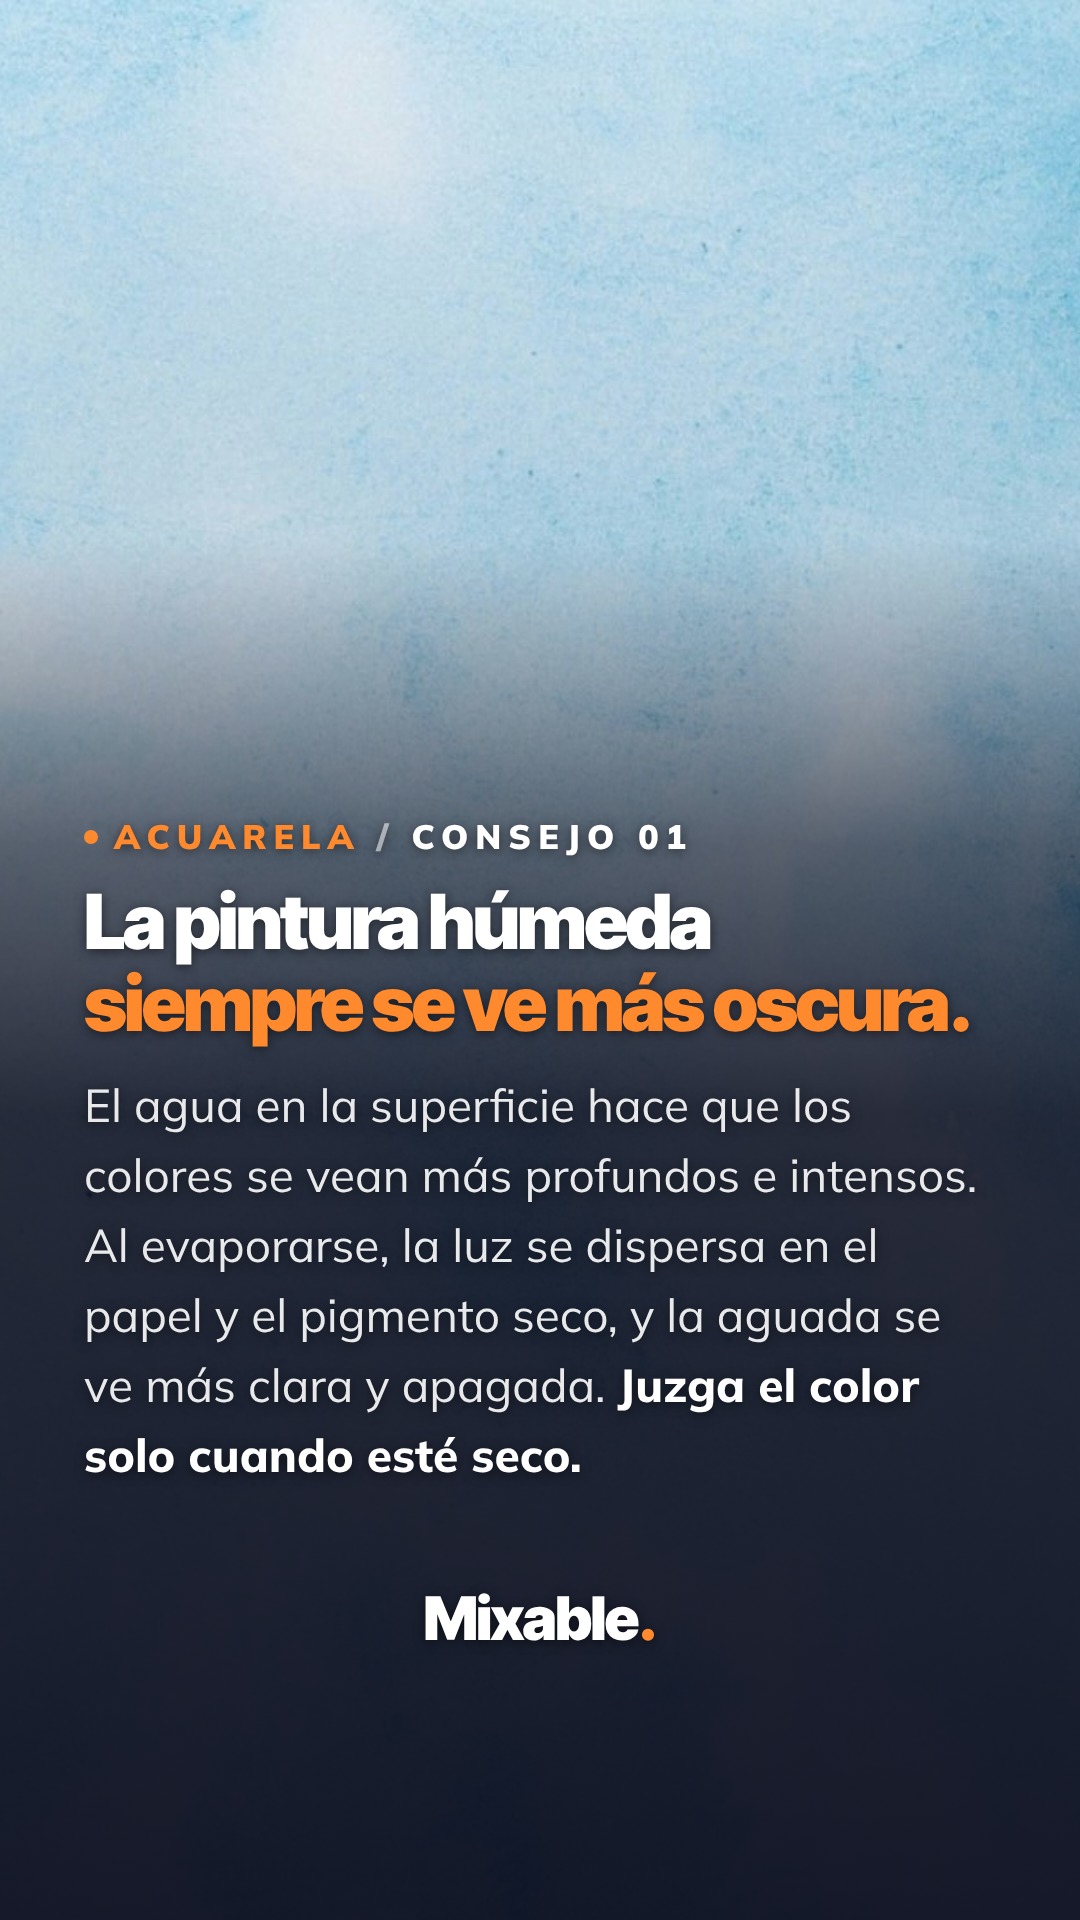 • ACUARELA / CONSEJO 01
La pintura húmeda
siempre se ve más oscura.
El agua en la superficie hace que los
colores se vean más profundos e intensos.
Al evaporarse, la luz se dispersa en el
papel y el pigmento seco, y la aguada se
ve más clara y apagada. Juzga el color
solo cuando esté seco.
Mixable.